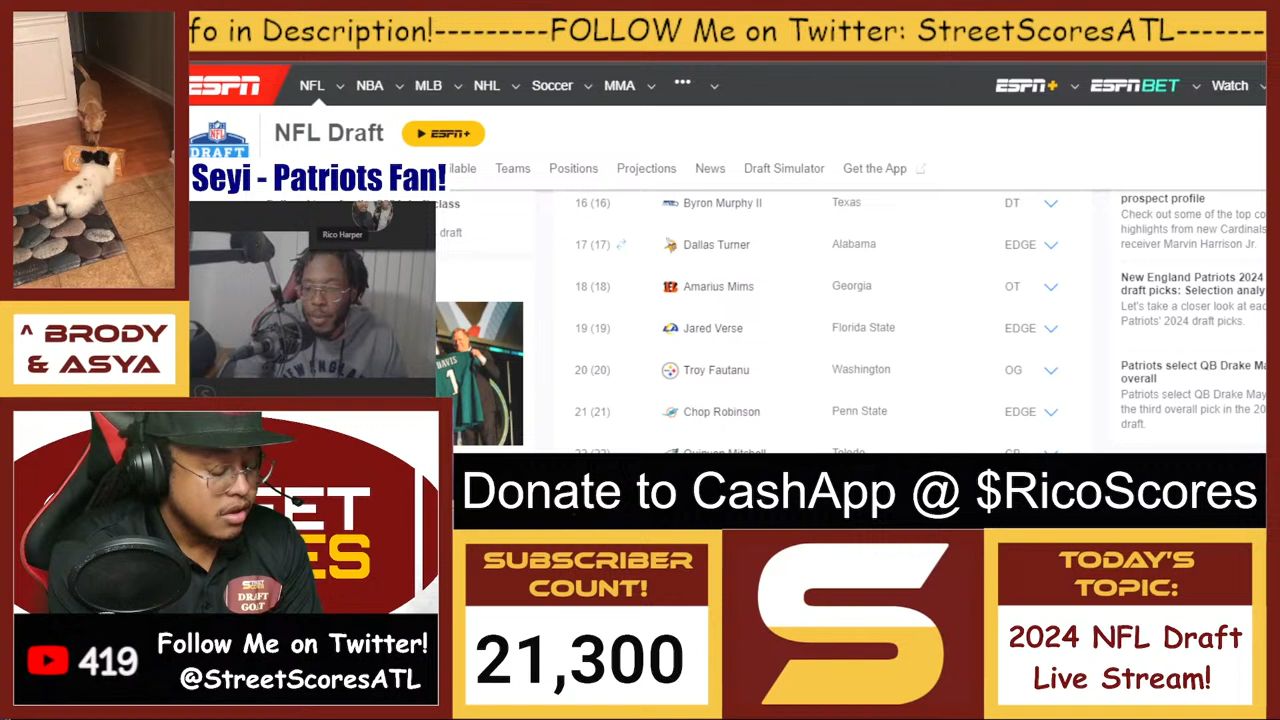 fo in Description!---------FOLLOW Me on Twitter: StreetScoresATL-------
ESPN NFL NBA MLB NHL Soccer MMA ••• ESPN+ ESPN BET Watch
NFL
DRAFT
NFL Draft ESPN+
ilable Teams Positions Projections News Draft Simulator Get the App
Seyi - Patriots Fan!
class
draft
Rico Harper
16 (16) Byron Murphy II Texas DT
17 (17) Dallas Turner Alabama EDGE
18 (18) Amarius Mims Georgia OT
19 (19) Jared Verse Florida State EDGE
20 (20) Troy Fautanu Washington OG
21 (21) Chop Robinson Penn State EDGE
prospect profile
Check out some of the top co
highlights from new Cardinals
receiver Marvin Harrison Jr.
New England Patriots 2024
draft picks: Selection analy
Let's take a closer look at eac
Patriots' 2024 draft picks.
Patriots select QB Drake Ma
overall
Patriots select QB Drake May
the third overall pick in the 20
draft.
DAVIS
1
^ BRODY
& ASYA
DRAFT
GOAT
419
Follow Me on Twitter!
@StreetScoresATL
Donate to CashApp @ $RicoScores
SUBSCRIBER
COUNT!
21,300
S
TODAY'S
TOPIC:
2024 NFL Draft
Live Stream!